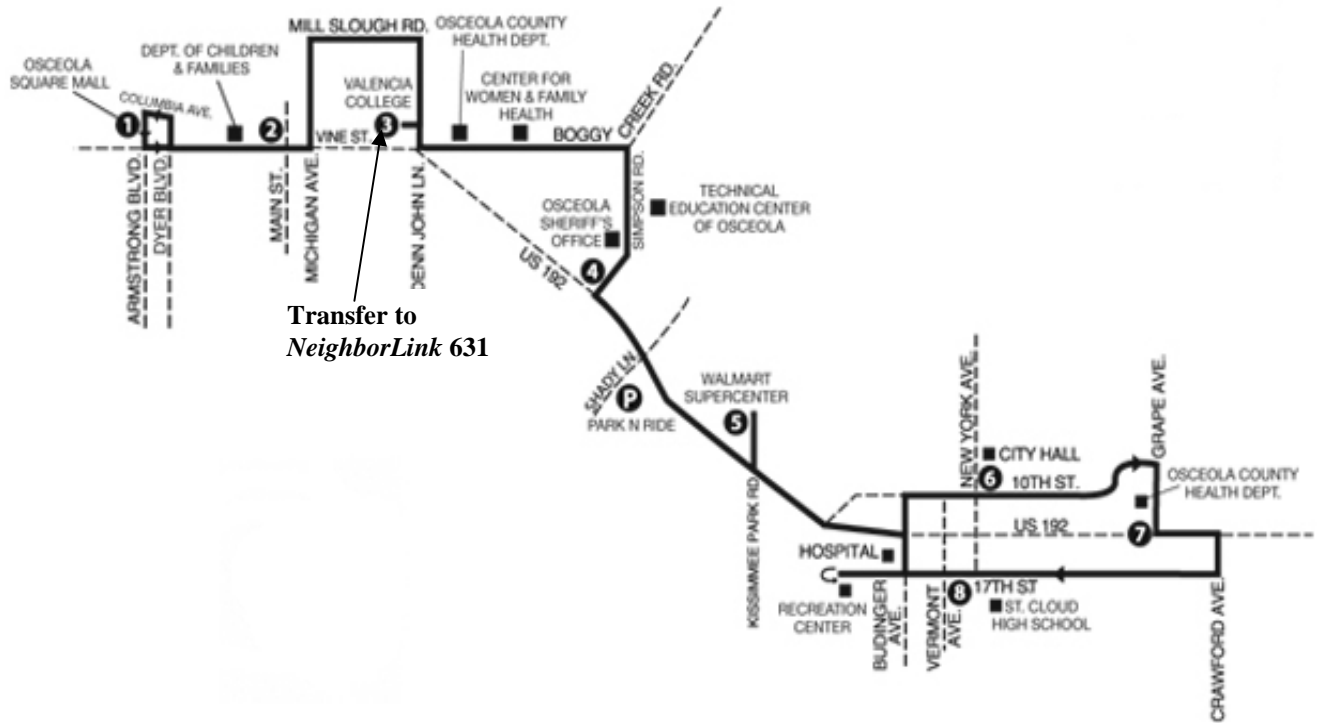 MILL SLOUGH RD.
OSCEOLA COUNTY
HEALTH DEPT.
DEPT. OF CHILDREN
& FAMILIES
OSCEOLA
SQUARE MALL
COLUMBIA AVE.
VALENCIA
COLLEGE
CENTER FOR
WOMEN & FAMILY
HEALTH
BOGGY CREEK RD.
1
2
3
VINE ST.
ARMSTRONG BLVD.
DYER BLVD.
MAIN ST.
MICHIGAN AVE.
DENN JOHN LN.
SIMPSON RD.
TECHNICAL
EDUCATION CENTER
OF OSCEOLA
OSCEOLA
SHERIFF'S
OFFICE
US 192
4
Transfer to
NeighborLink 631
SHADY LN.
P
PARK N RIDE
WALMART
SUPERCENTER
5
KISSIMMEE PARK RD.
NEW YORK AVE.
GRAPE AVE.
CITY HALL
6
10TH ST.
OSCEOLA COUNTY
HEALTH DEPT.
US 192
7
HOSPITAL
17TH ST
8
RECREATION
CENTER
BUDINGER
AVE.
VERMONT
AVE.
ST. CLOUD
HIGH SCHOOL
CRAWFORD AVE.